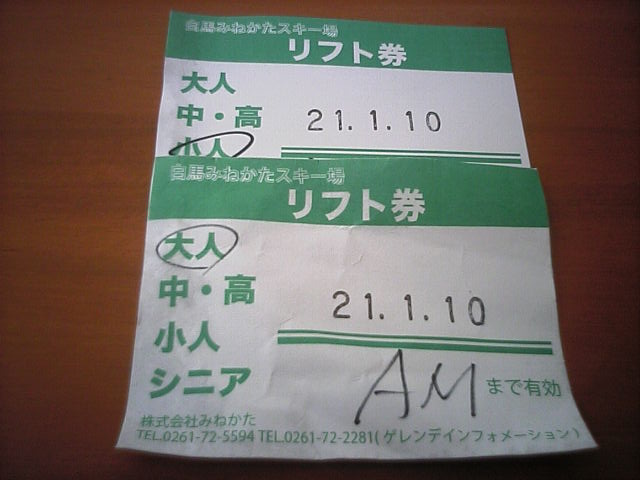 白馬みねかたスキー場
リフト券
大人
中・高
21.1.10
小人
白馬みねかたスキー場
リフト券
大人
中・高
21.1.10
小人
シニア
AM まで有効
株式会社みねかた
TEL.0261-72-5594 TEL.0261-72-2281(ゲレンデインフォメーション)